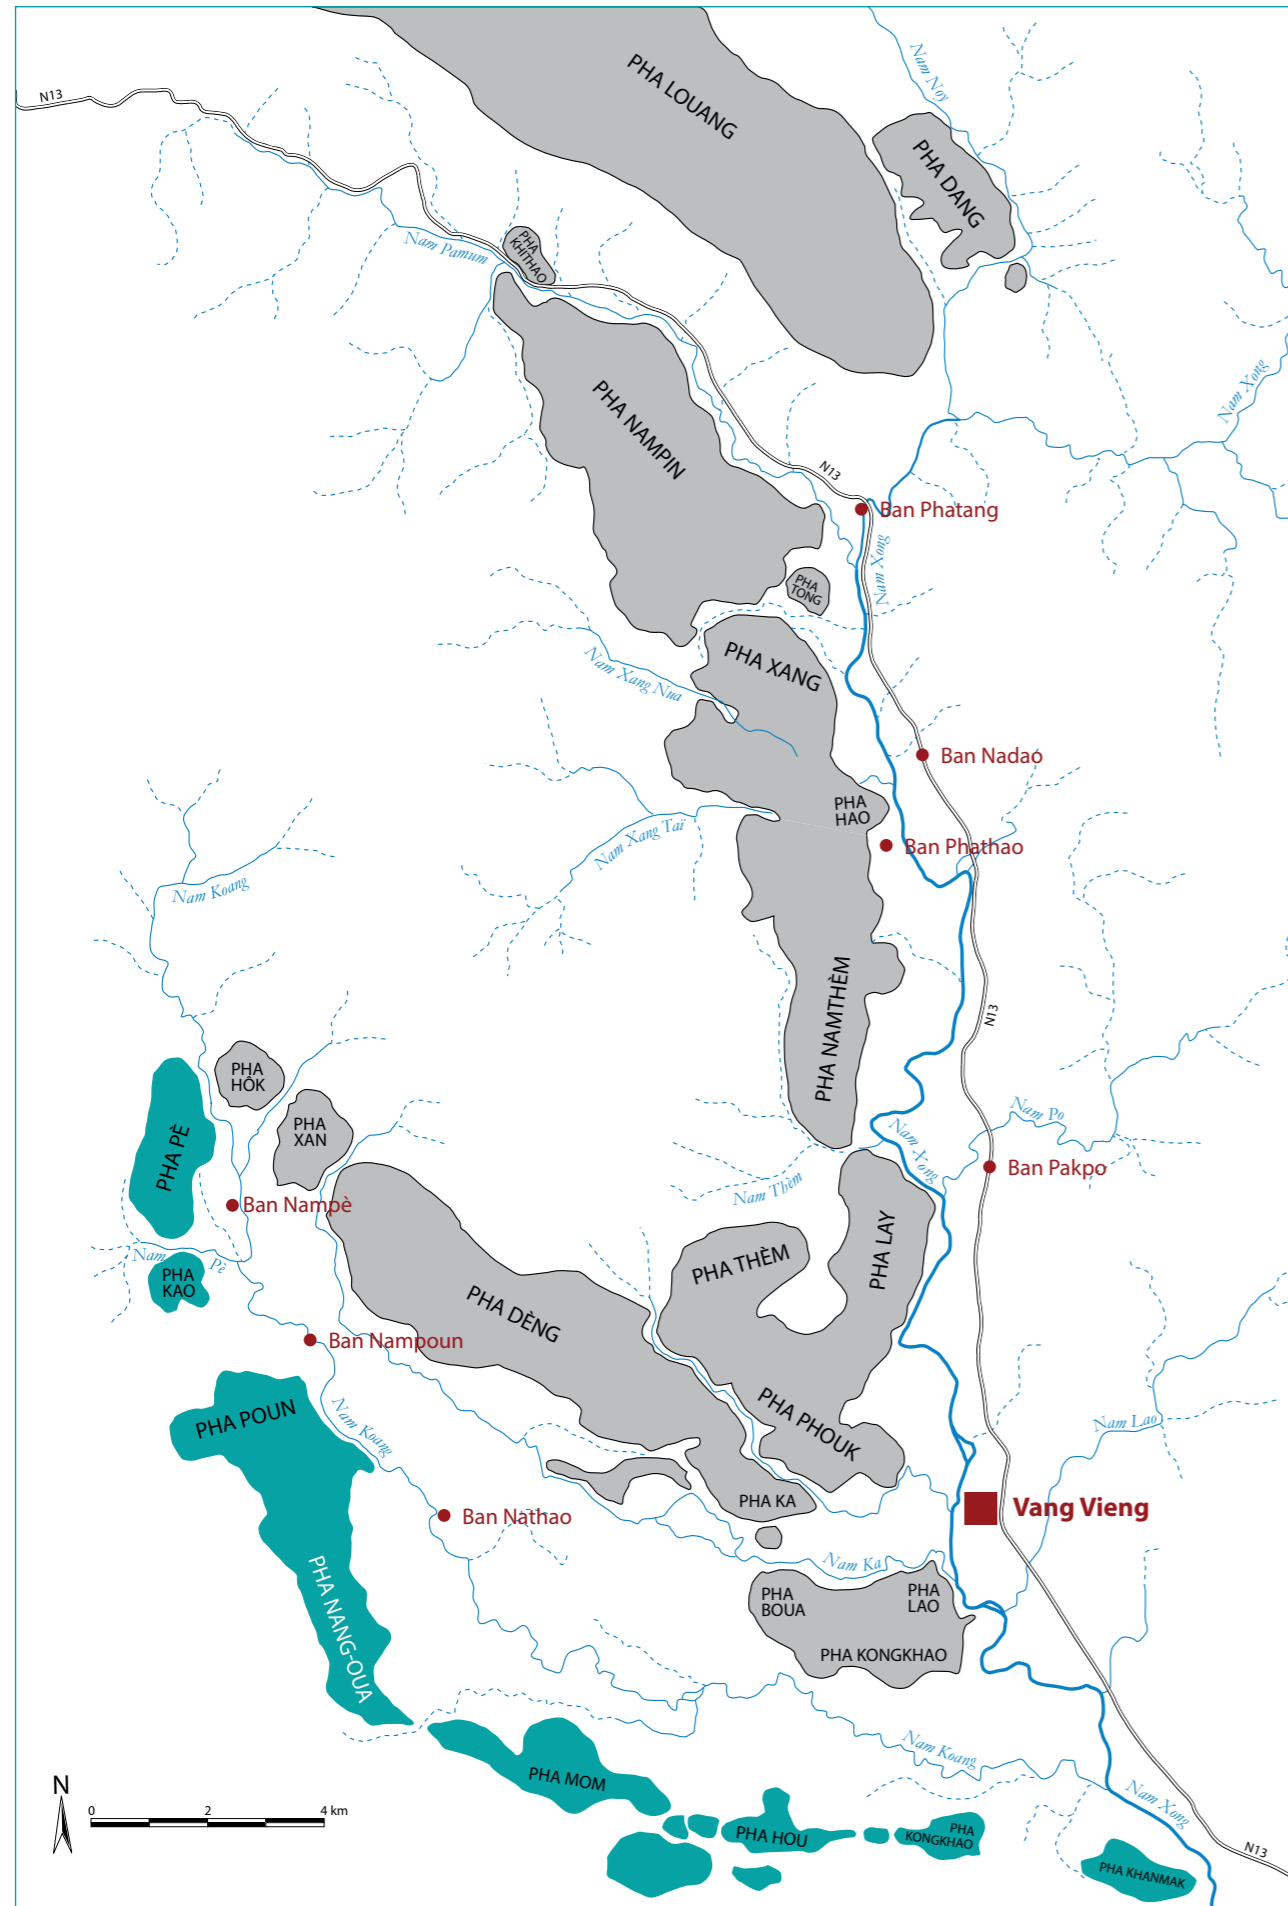 N13
PHA LOUANG
Nam Noy
PHA DANG
Nam Pamum
PHA
KHITHAO
Nam Xong
PHA NAMPIN
N13
Ban Phatang
Nam Xong
PHA
TONG
PHA XANG
Nam Xang Nua
Ban Nadao
PHA
HAO
Nam Xang Taï
Ban Phathao
Nam Koang
PHA NAMTHÈM
N13
PHA
HÔK
PHA
XAN
PHA PÈ
Nam Po
Nam Xong
Ban Pakpo
Nam Thèm
Ban Nampè
Nam Pè
PHA
KAO
PHA THÈM
PHA LAY
PHA DÈNG
Ban Nampoun
PHA POUN
Nam Koang
PHA PHOUK
Nam Lao
PHA KA
Vang Vieng
Ban Nathao
Nam Ka
PHA NANG-OUA
PHA
BOUA
PHA
LAO
PHA KONGKHAO
Nam Koang
PHA MOM
Nam Xong
N
0 2 4 km
PHA HOU
PHA
KONGKHAO
N13
PHA KHANMAK